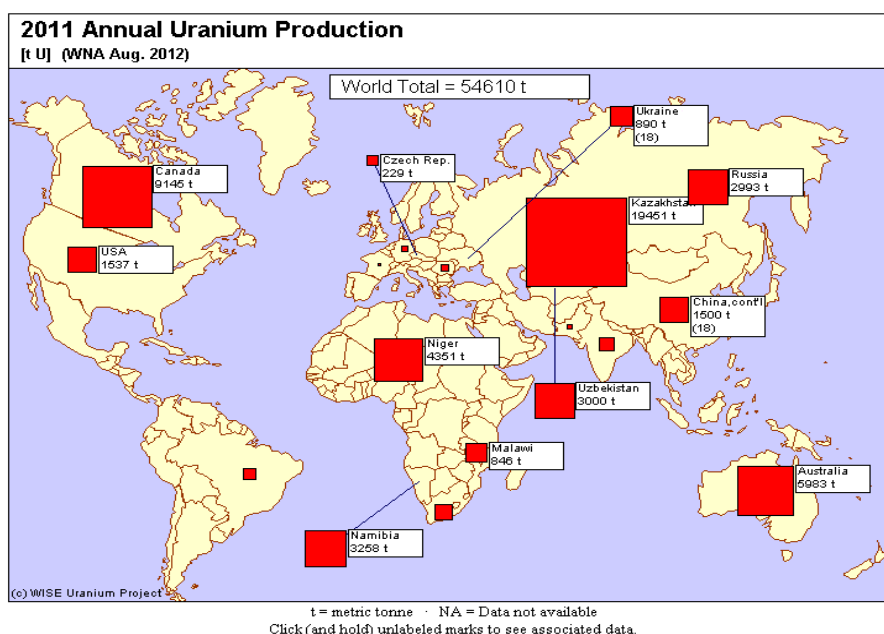 2011 Annual Uranium Production
[t U] (WNA Aug. 2012)
World Total = 54610 t
Ukraine
890 t
(18)
Czech Rep.
229 t
Canada
9145 t
Russia
2993 t
Kazakhstan
19451 t
USA
1537 t
China,cont'l
1500 t
(18)
Niger
4351 t
Uzbekistan
3000 t
Malawi
846 t
Australia
5983 t
Namibia
3258 t
(c) WISE Uranium Project
t = metric tonne · NA = Data not available
Click (and hold) unlabeled marks to see associated data.